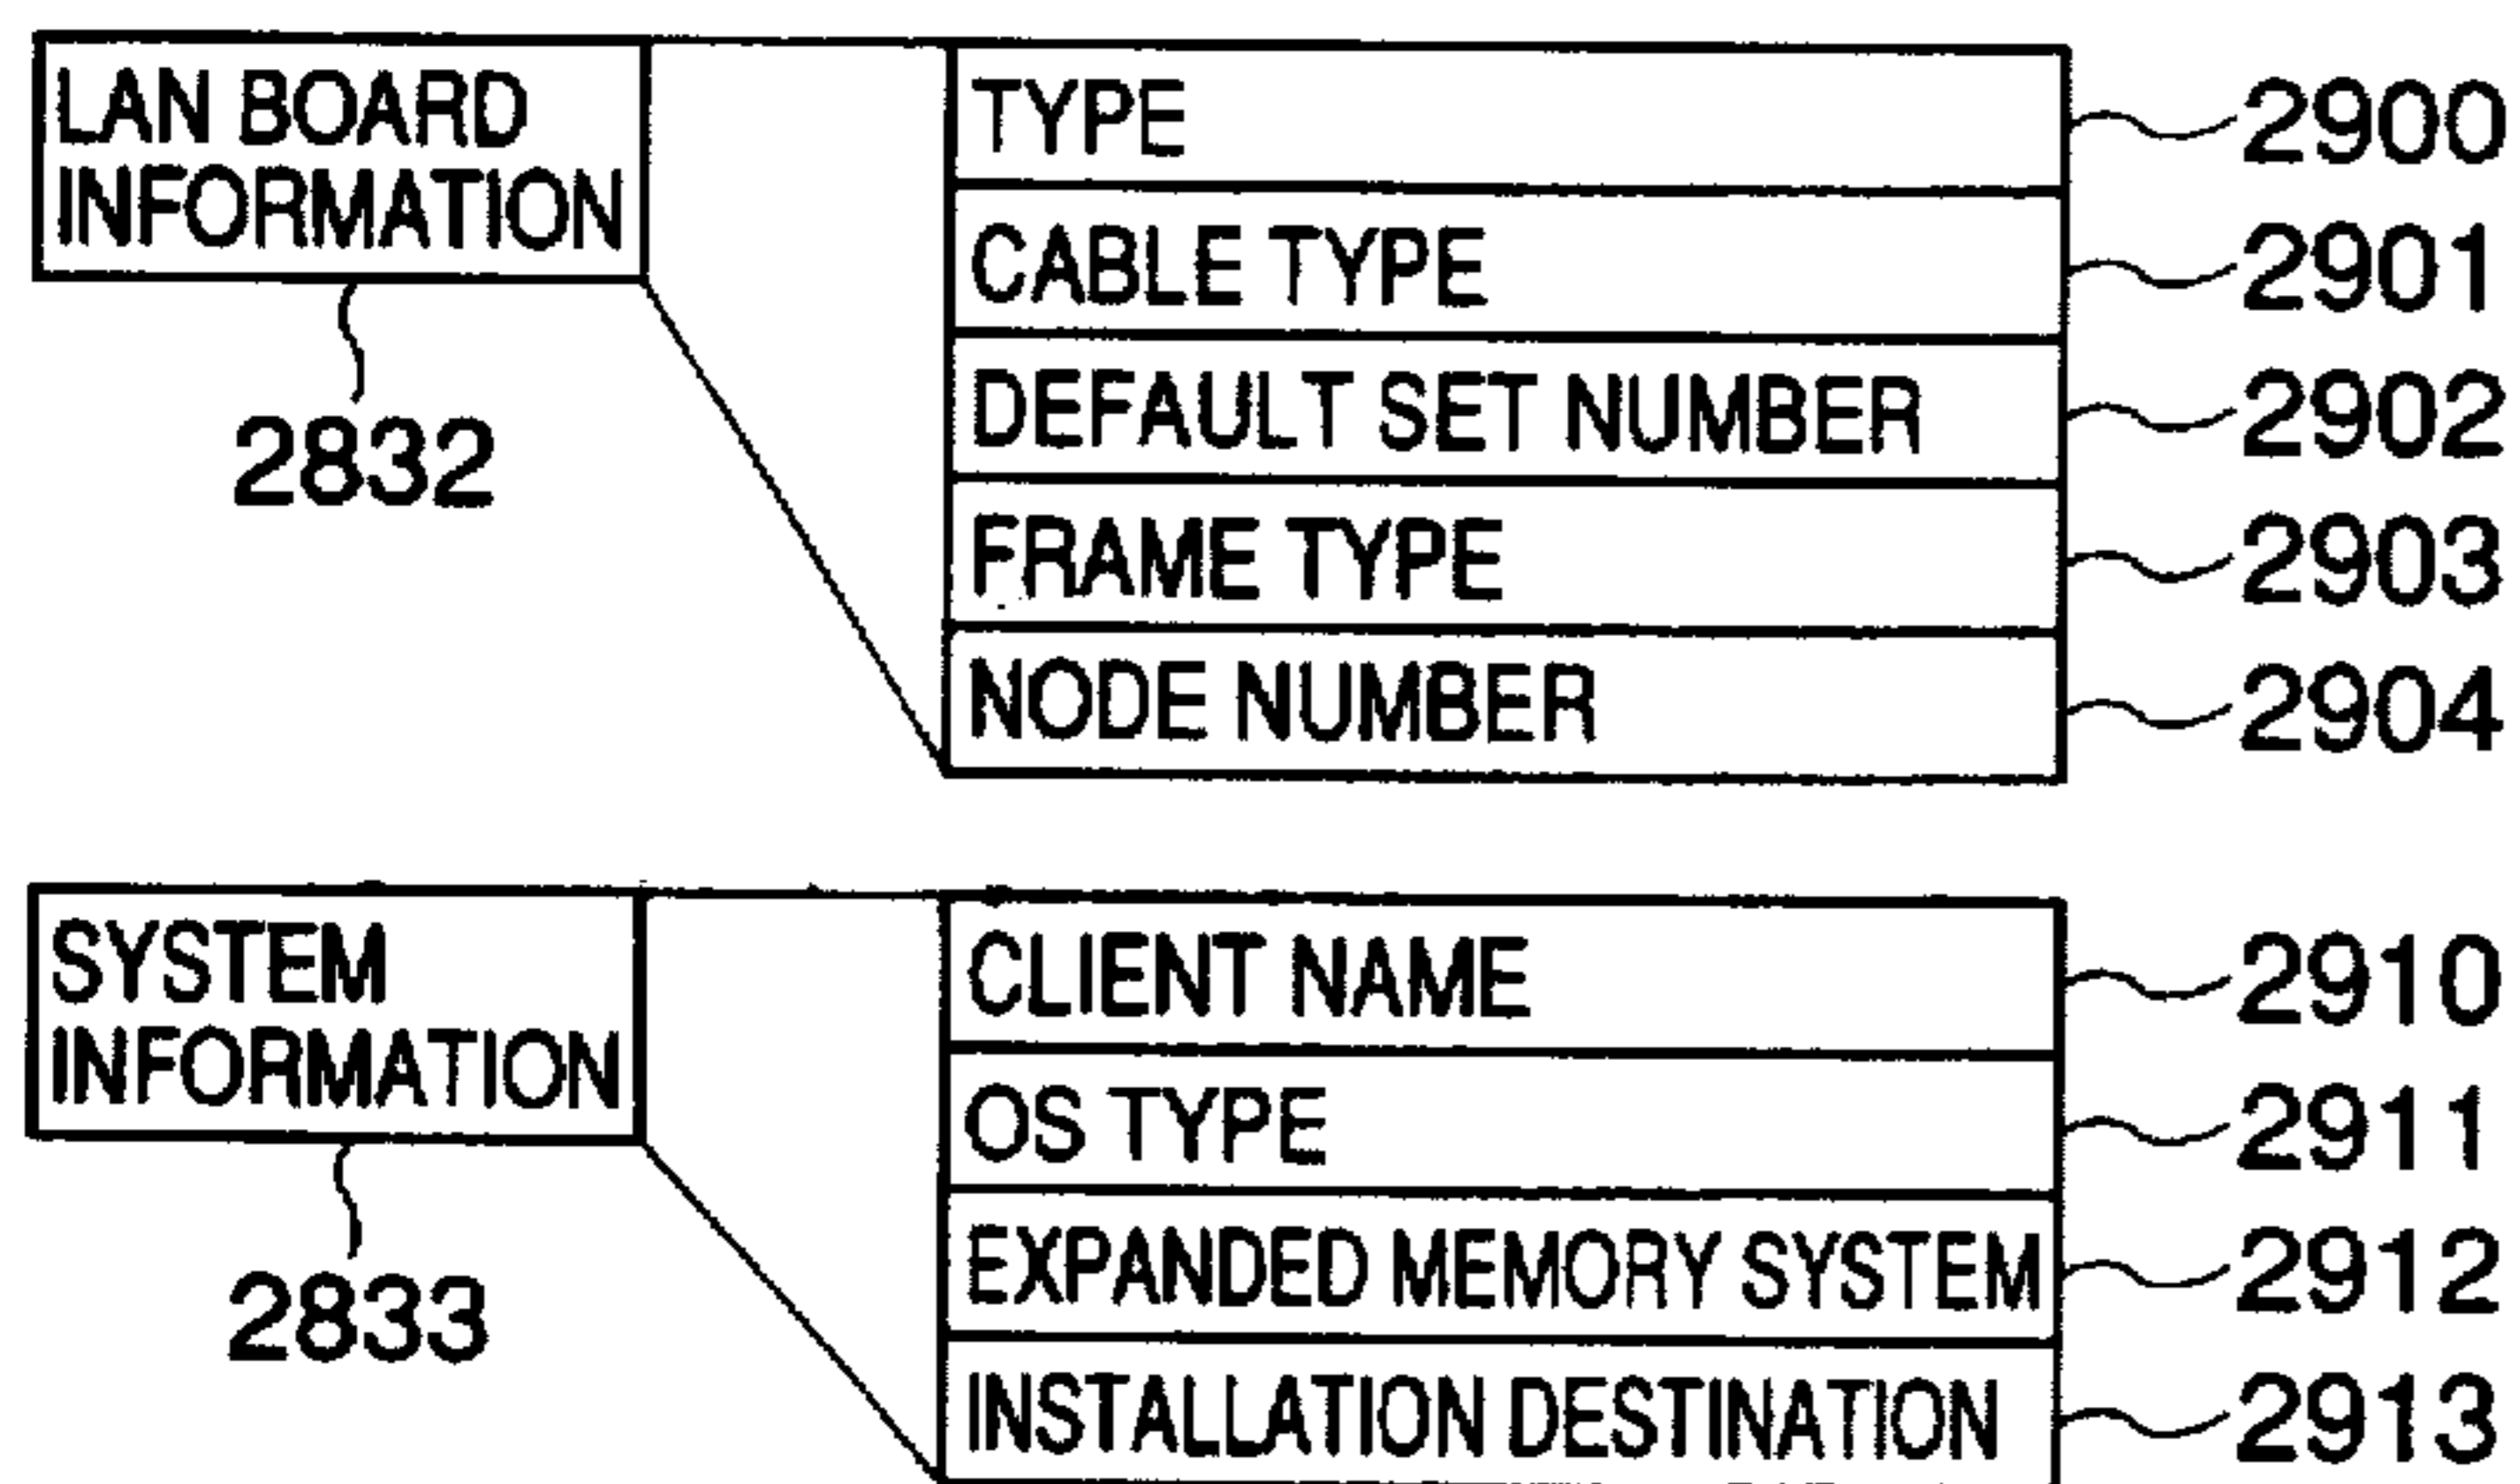 LAN BOARD
INFORMATION
2832
TYPE 2900
CABLE TYPE 2901
DEFAULT SET NUMBER 2902
FRAME TYPE 2903
NODE NUMBER 2904
SYSTEM
INFORMATION
2833
CLIENT NAME 2910
OS TYPE 2911
EXPANDED MEMORY SYSTEM 2912
INSTALLATION DESTINATION 2913